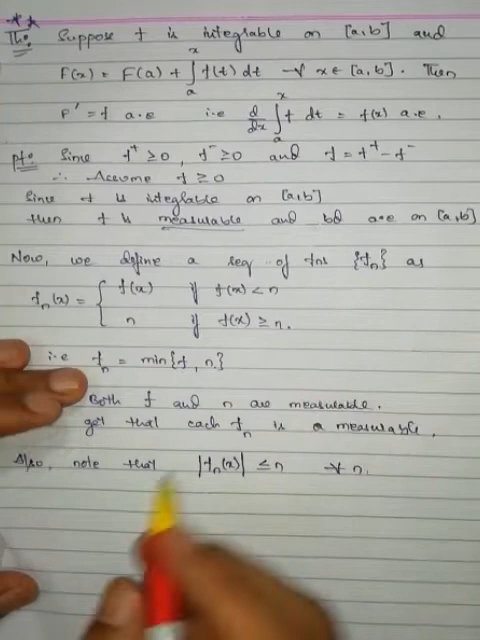 Th: Suppose f is integrable on [a,b] and
F(x) = F(a) + ∫ₐˣ f(t) dt ∀ x ∈ [a,b]. Then
F' = f a.e i.e d/dx ∫ₐˣ f dt = f(x) a.e.
Pf: Since f⁺ ≥ 0, f⁻ ≥ 0 and f = f⁺ - f⁻
∴ Assume f ≥ 0
Since f is integlable on [a,b]
then f is measurable and bd a.e on [a,b]
Now, we define a seq of fns {fₙ} as
fₙ(x) = { f(x) if f(x) < n
n if f(x) ≥ n.
i.e fₙ = min{f, n}
Both f and n are measurable.
get that each fₙ is a measurable.
Also, note that |fₙ(x)| ≤ n ∀ n.